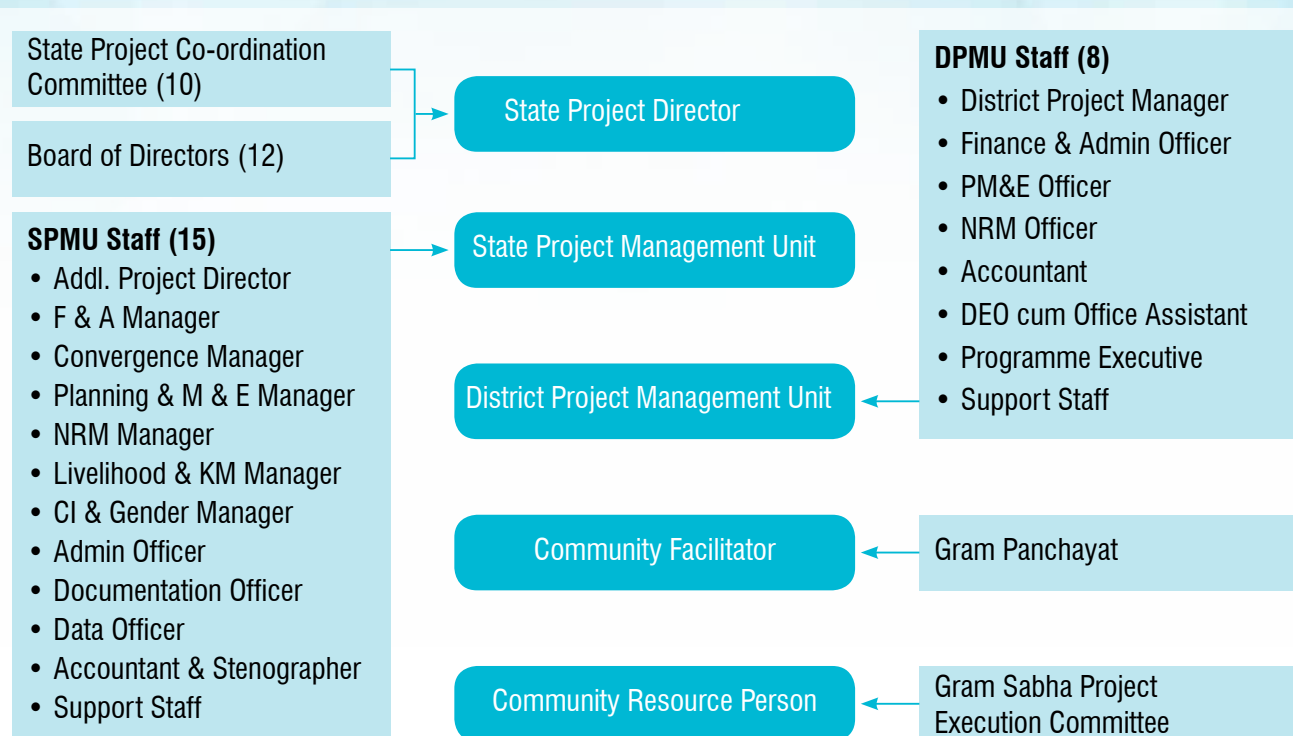 State Project Co-ordination
Committee (10)
Board of Directors (12)
SPMU Staff (15)
• Addl. Project Director
• F & A Manager
• Convergence Manager
• Planning & M & E Manager
• NRM Manager
• Livelihood & KM Manager
• CI & Gender Manager
• Admin Officer
• Documentation Officer
• Data Officer
• Accountant & Stenographer
• Support Staff
State Project Director
State Project Management Unit
District Project Management Unit
Community Facilitator
Community Resource Person
DPMU Staff (8)
• District Project Manager
• Finance & Admin Officer
• PM&E Officer
• NRM Officer
• Accountant
• DEO cum Office Assistant
• Programme Executive
• Support Staff
Gram Panchayat
Gram Sabha Project
Execution Committee